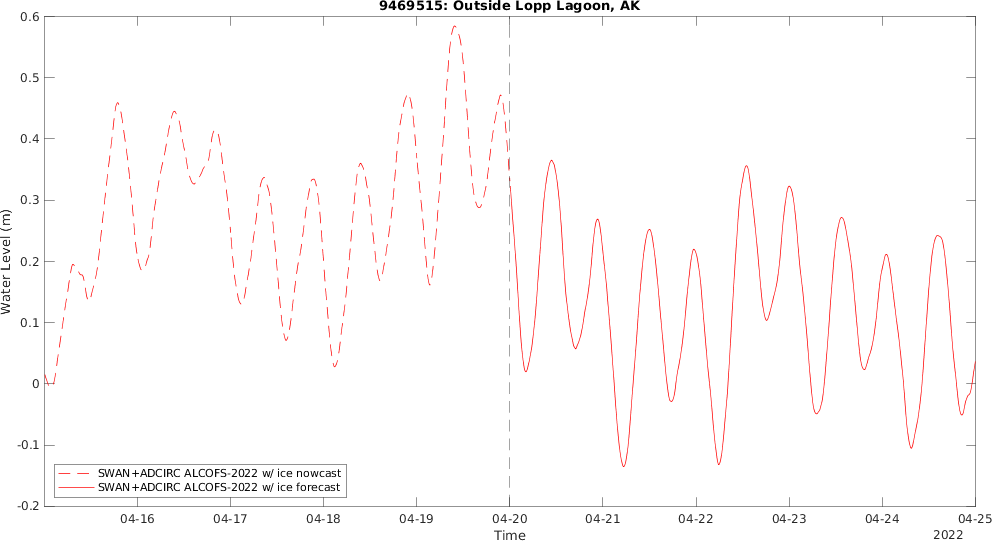 9469515: Outside Lopp Lagoon, AK
0.6
0.5
0.4
0.3
0.2
0.1
0
-0.1
-0.2
Water Level (m)
SWAN+ADCIRC ALCOFS-2022 w/ ice nowcast
SWAN+ADCIRC ALCOFS-2022 w/ ice forecast
04-16 04-17 04-18 04-19 04-20 04-21 04-22 04-23 04-24 04-25
Time
2022